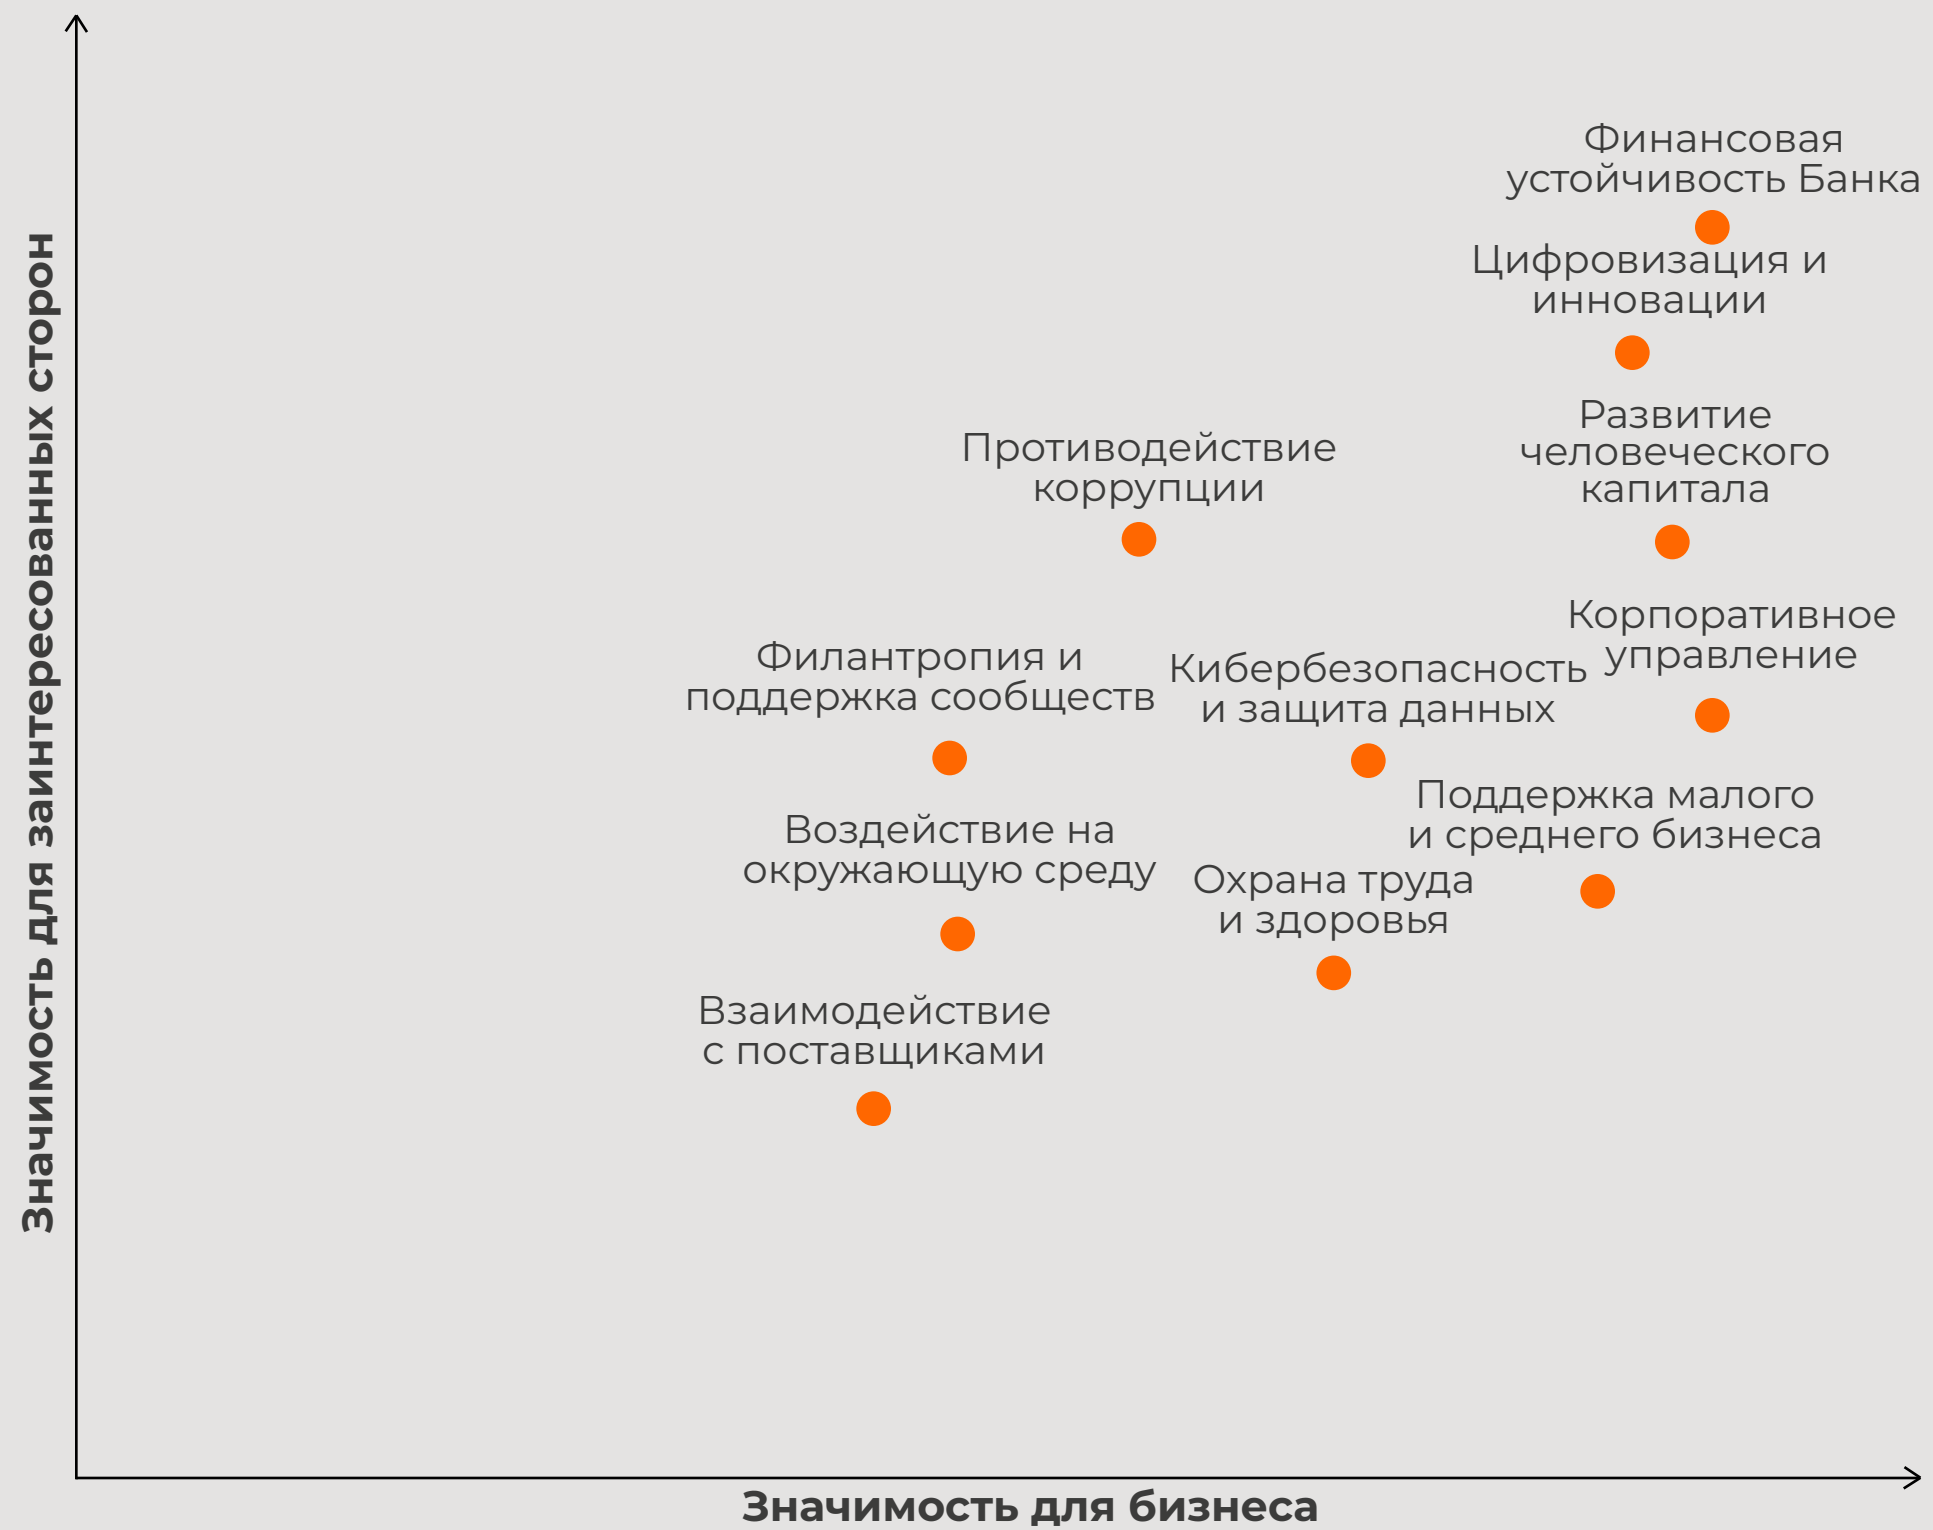 Финансовая
устойчивость Банка
Цифровизация и
инновации
Развитие
человеческого
капитала
Противодействие
коррупции
Корпоративное
управление
Филантропия и
поддержка сообществ
Кибербезопасность
и защита данных
Поддержка малого
и среднего бизнеса
Воздействие на
окружающую среду
Охрана труда
и здоровья
Взаимодействие
с поставщиками
Значимость для заинтересованных сторон
Значимость для бизнеса